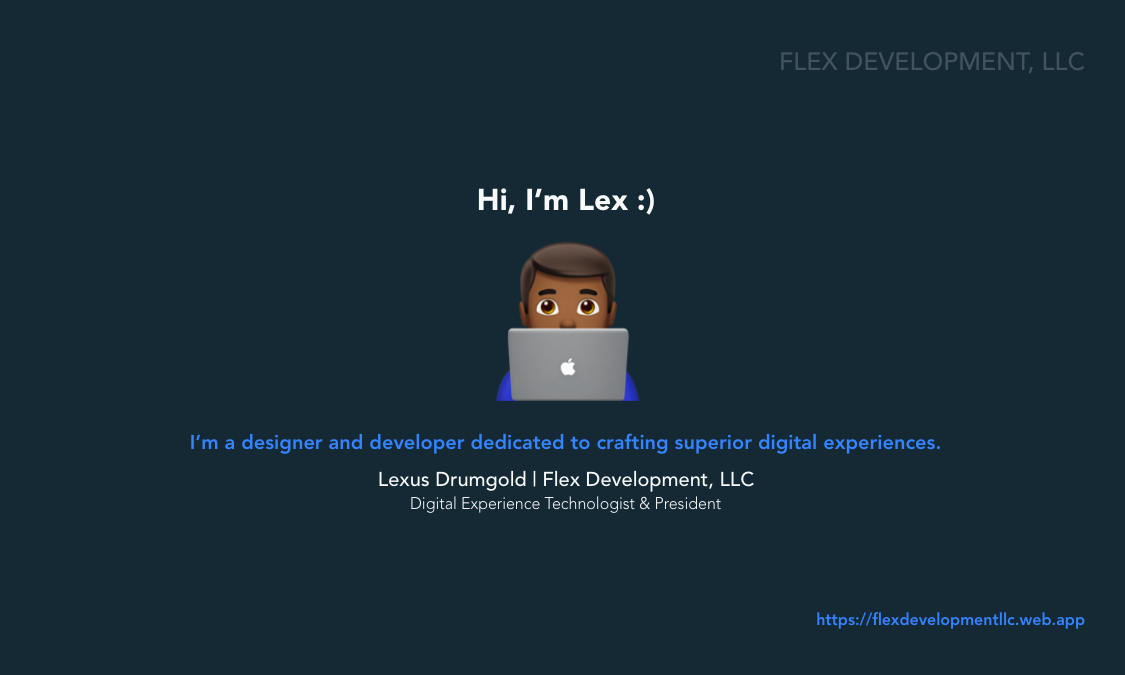 FLEX DEVELOPMENT, LLC
Hi, I’m Lex :)
I’m a designer and developer dedicated to crafting superior digital experiences.
Lexus Drumgold | Flex Development, LLC
Digital Experience Technologist & President
https://flexdevelopmentllc.web.app